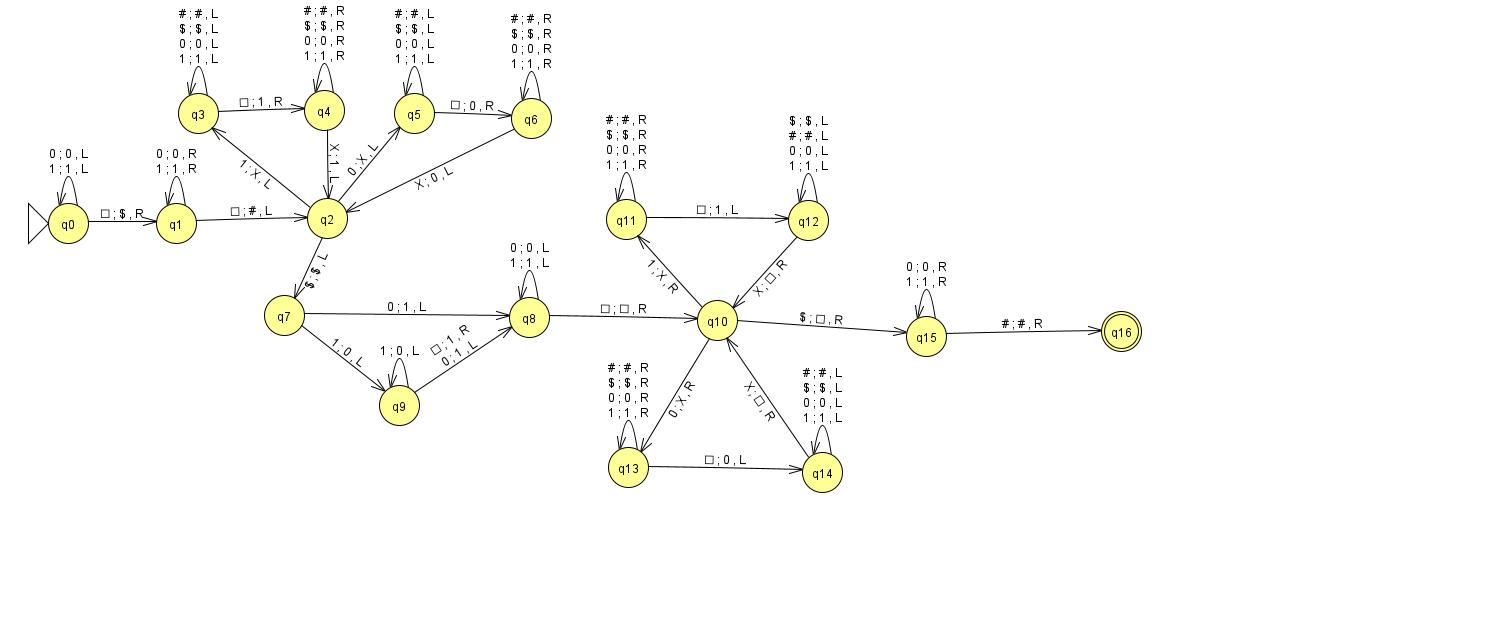 #;#,L
$;$,L
0;0,L
1;1,L
#;#,R
$;$,R
0;0,R
1;1,R
#;#,L
$;$,L
0;0,L
1;1,L
#;#,R
$;$,R
0;0,R
1;1,R
q3
□;1,R
q4
q5
□;0,R
q6
0;0,L
1;1,L
0;0,R
1;1,R
1;X,L
X;1,L
0;X,L
X;0,L
q0
□;$,R
q1
□;#,L
q2
#;#,R
$;$,R
0;0,R
1;1,R
$;$,L
#;#,L
0;0,L
1;1,L
q11
□;1,L
q12
$;$,L
0;0,L
1;1,L
1;X,R
X;□,R
0;0,R
1;1,R
q7
0;1,L
q8
□;□,R
q10
$;□,R
q15
#;#,R
q16
1;0,L
1;0,L
□;1,R
0;1,L
q9
#;#,R
$;$,R
0;0,R
1;1,R
0;X,R
X;□,R
#;#,L
$;$,L
0;0,L
1;1,L
q13
□;0,L
q14